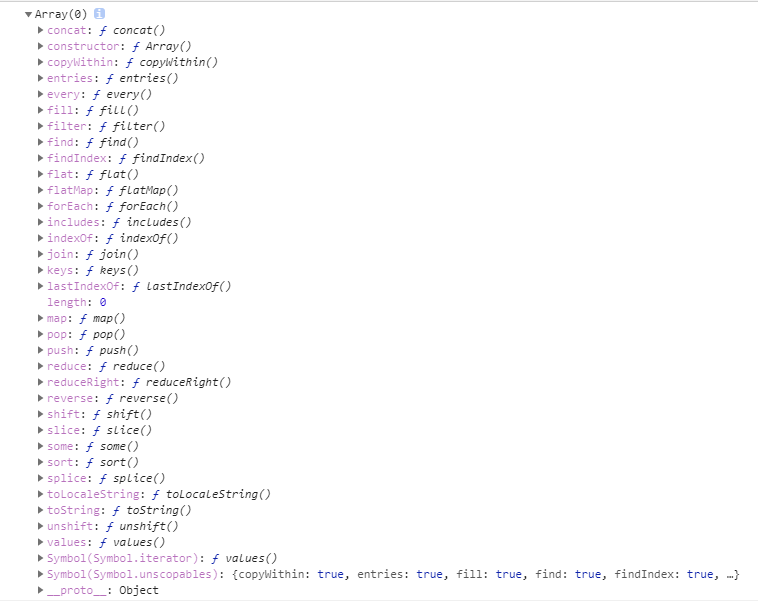 ▼Array(0) i
▶concat: ƒ concat()
▶constructor: ƒ Array()
▶copyWithin: ƒ copyWithin()
▶entries: ƒ entries()
▶every: ƒ every()
▶fill: ƒ fill()
▶filter: ƒ filter()
▶find: ƒ find()
▶findIndex: ƒ findIndex()
▶flat: ƒ flat()
▶flatMap: ƒ flatMap()
▶forEach: ƒ forEach()
▶includes: ƒ includes()
▶indexOf: ƒ indexOf()
▶join: ƒ join()
▶keys: ƒ keys()
▶lastIndexOf: ƒ lastIndexOf()
length: 0
▶map: ƒ map()
▶pop: ƒ pop()
▶push: ƒ push()
▶reduce: ƒ reduce()
▶reduceRight: ƒ reduceRight()
▶reverse: ƒ reverse()
▶shift: ƒ shift()
▶slice: ƒ slice()
▶some: ƒ some()
▶sort: ƒ sort()
▶splice: ƒ splice()
▶toLocaleString: ƒ toLocaleString()
▶toString: ƒ toString()
▶unshift: ƒ unshift()
▶values: ƒ values()
▶Symbol(Symbol.iterator): ƒ values()
▶Symbol(Symbol.unscopables): {copyWithin: true, entries: true, fill: true, find: true, findIndex: true, …}
▶__proto__: Object